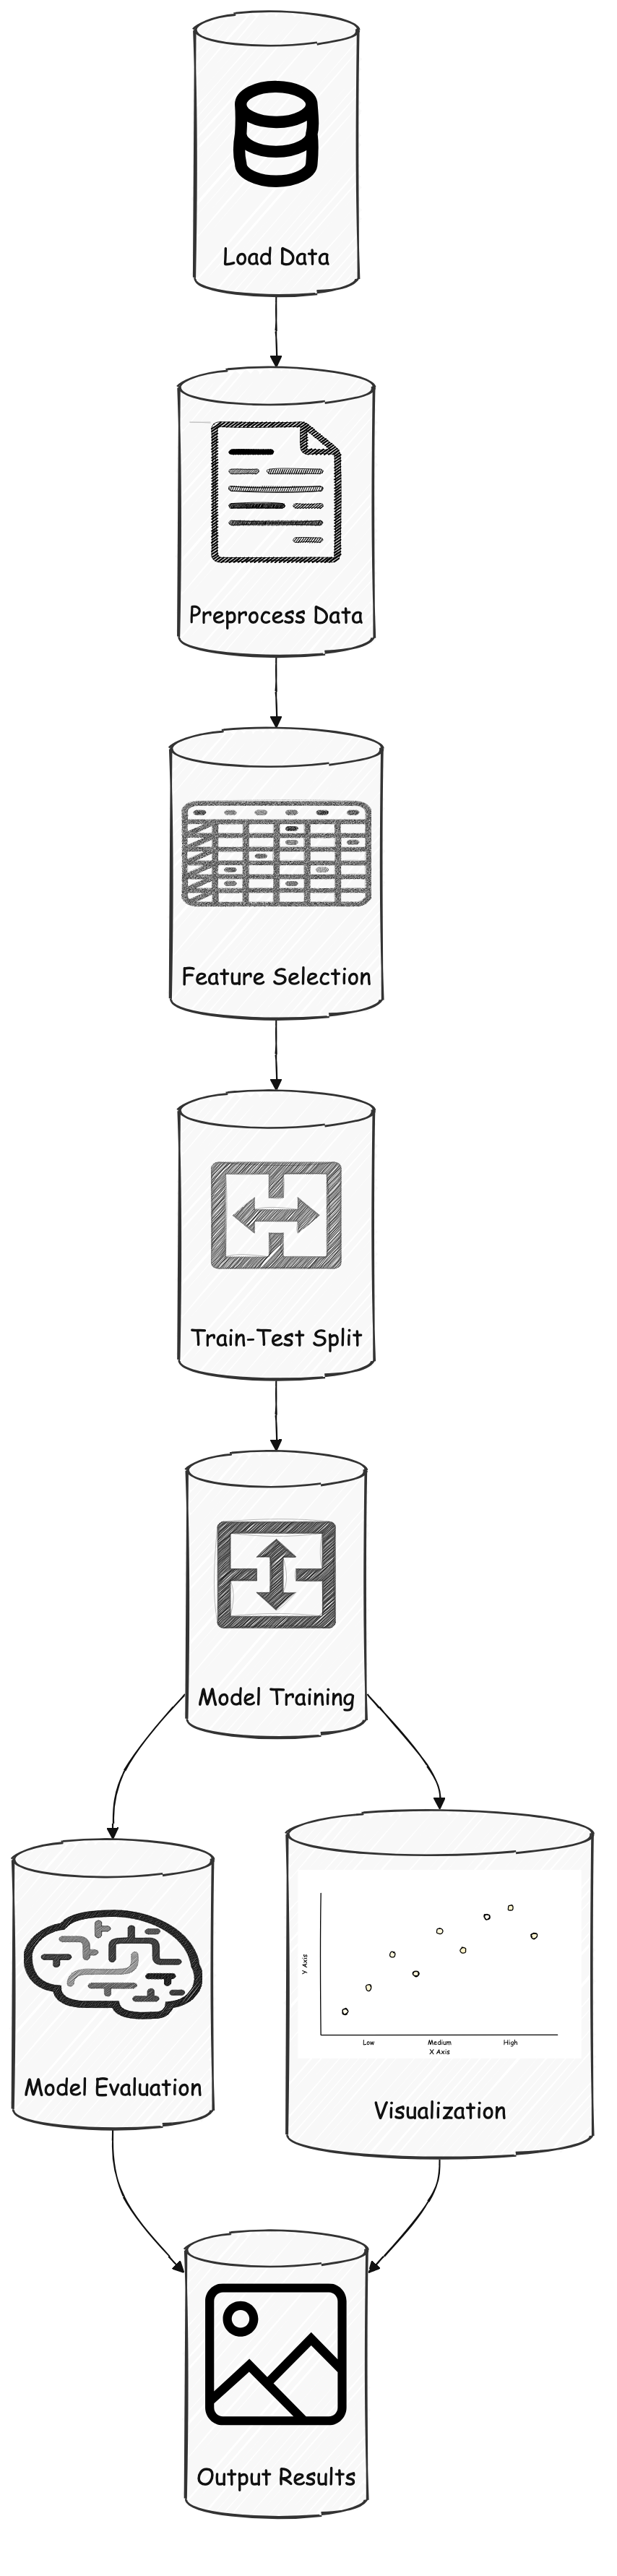 Load Data
Preprocess Data
Feature Selection
Train-Test Split
Model Training
Model Evaluation
Y Axis
Low Medium High
X Axis
Visualization
Output Results